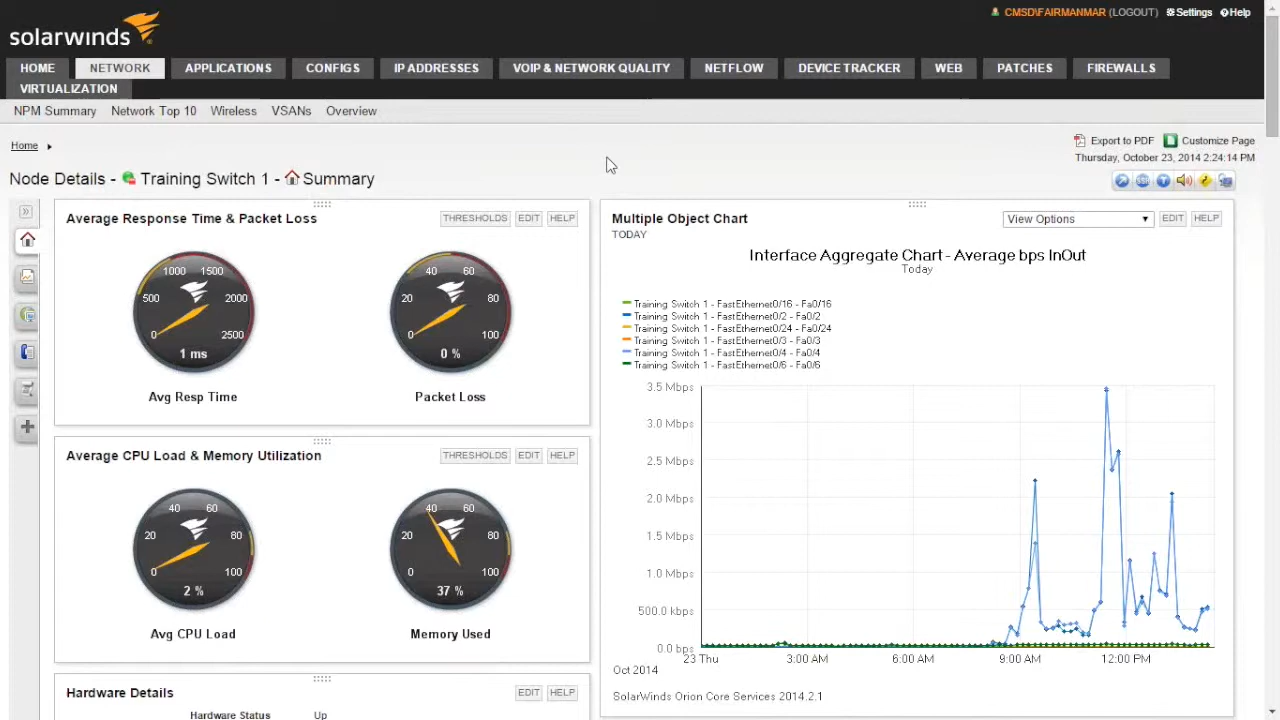 CMSD\FAIRMANMAR (LOGOUT) Settings Help
solarwinds
HOME NETWORK APPLICATIONS CONFIGS IP ADDRESSES VOIP & NETWORK QUALITY NETFLOW DEVICE TRACKER WEB PATCHES FIREWALLS
VIRTUALIZATION
NPM Summary Network Top 10 Wireless VSANs Overview
Home
Export to PDF Customize Page
Thursday, October 23, 2014 2:24:14 PM
Node Details - Training Switch 1 - Summary
Average Response Time & Packet Loss THRESHOLDS EDIT HELP
0 500 1000 1500 2000 2500
1 ms
Avg Resp Time
0 20 40 60 80 100
0 %
Packet Loss
Average CPU Load & Memory Utilization THRESHOLDS EDIT HELP
0 20 40 60 80 100
2 %
Avg CPU Load
0 20 40 60 80 100
37 %
Memory Used
Hardware Details EDIT HELP
Hardware Status Up
Multiple Object Chart View Options EDIT HELP
TODAY
Interface Aggregate Chart - Average bps InOut
Today
Training Switch 1 - FastEthernet0/16 - Fa0/16
Training Switch 1 - FastEthernet0/2 - Fa0/2
Training Switch 1 - FastEthernet0/24 - Fa0/24
Training Switch 1 - FastEthernet0/3 - Fa0/3
Training Switch 1 - FastEthernet0/4 - Fa0/4
Training Switch 1 - FastEthernet0/6 - Fa0/6
3.5 Mbps
3.0 Mbps
2.5 Mbps
2.0 Mbps
1.5 Mbps
1.0 Mbps
500.0 kbps
0.0 bps
23 Thu 3:00 AM 6:00 AM 9:00 AM 12:00 PM
Oct 2014
SolarWinds Orion Core Services 2014.2.1